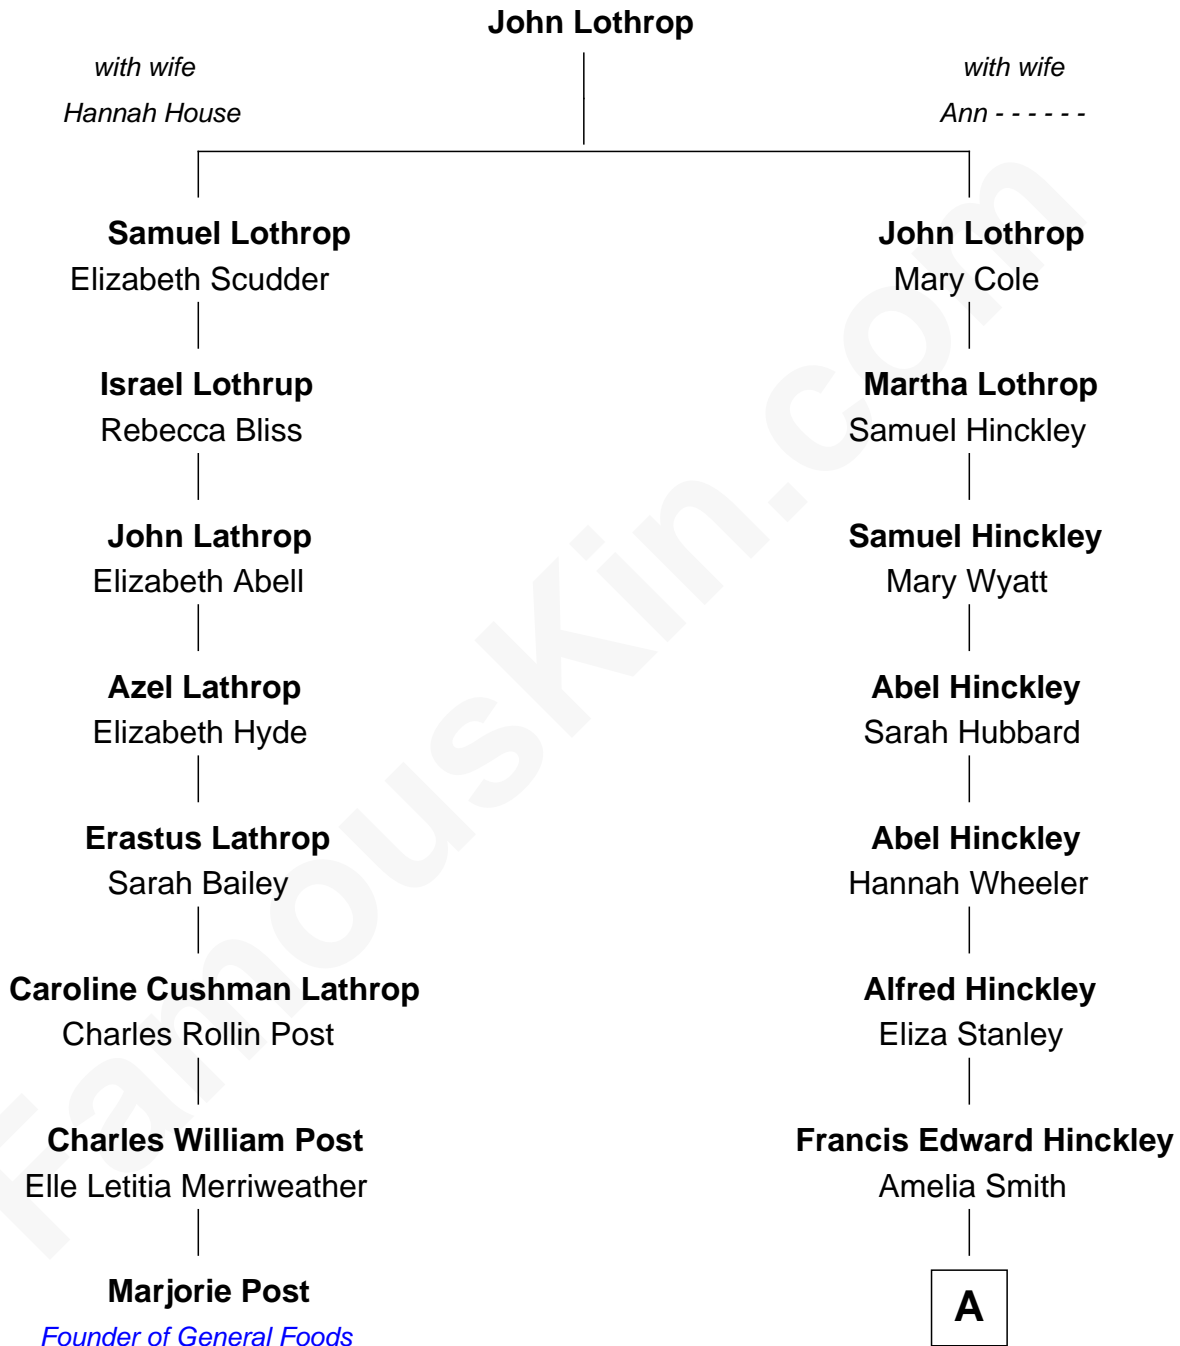 John Lothrop
with wife
Hannah House
with wife
Ann - - - - - -
Samuel Lothrop
Elizabeth Scudder
John Lothrop
Mary Cole
Israel Lothrup
Rebecca Bliss
Martha Lothrop
Samuel Hinckley
John Lathrop
Elizabeth Abell
Samuel Hinckley
Mary Wyatt
Azel Lathrop
Elizabeth Hyde
Abel Hinckley
Sarah Hubbard
Erastus Lathrop
Sarah Bailey
Abel Hinckley
Hannah Wheeler
Caroline Cushman Lathrop
Charles Rollin Post
Alfred Hinckley
Eliza Stanley
Charles William Post
Elle Letitia Merriweather
Francis Edward Hinckley
Amelia Smith
Marjorie Post
Founder of General Foods
A
FamousKin.com